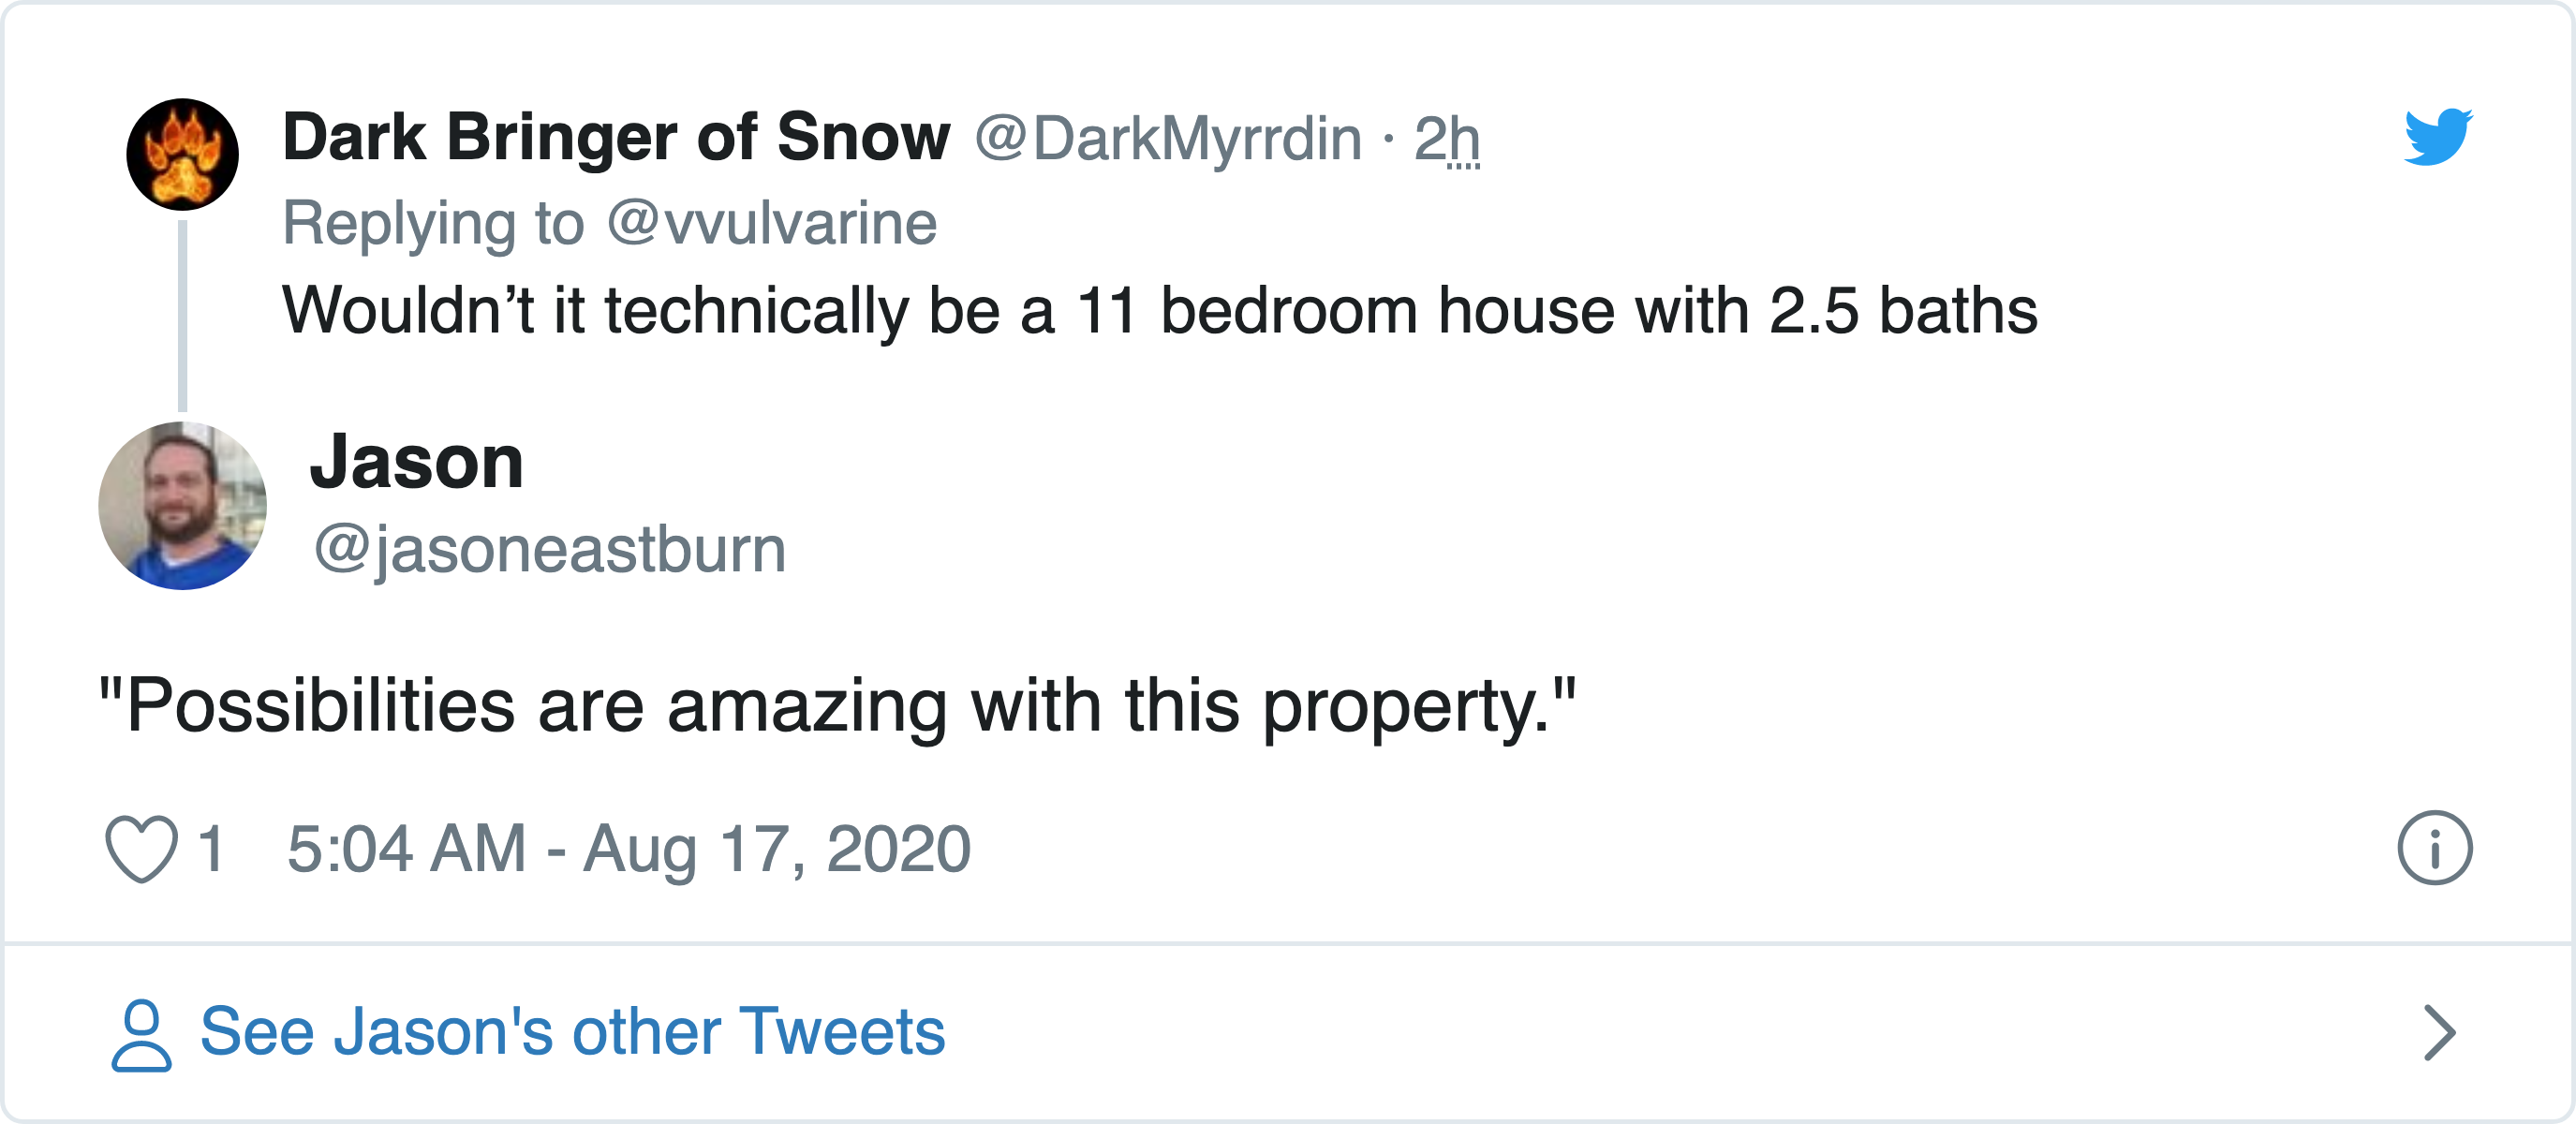 Dark Bringer of Snow @DarkMyrrdin · 2h
Replying to @vvulvarine
Wouldn’t it technically be a 11 bedroom house with 2.5 baths
Jason
@jasoneastburn
"Possibilities are amazing with this property."
1 5:04 AM - Aug 17, 2020
See Jason's other Tweets